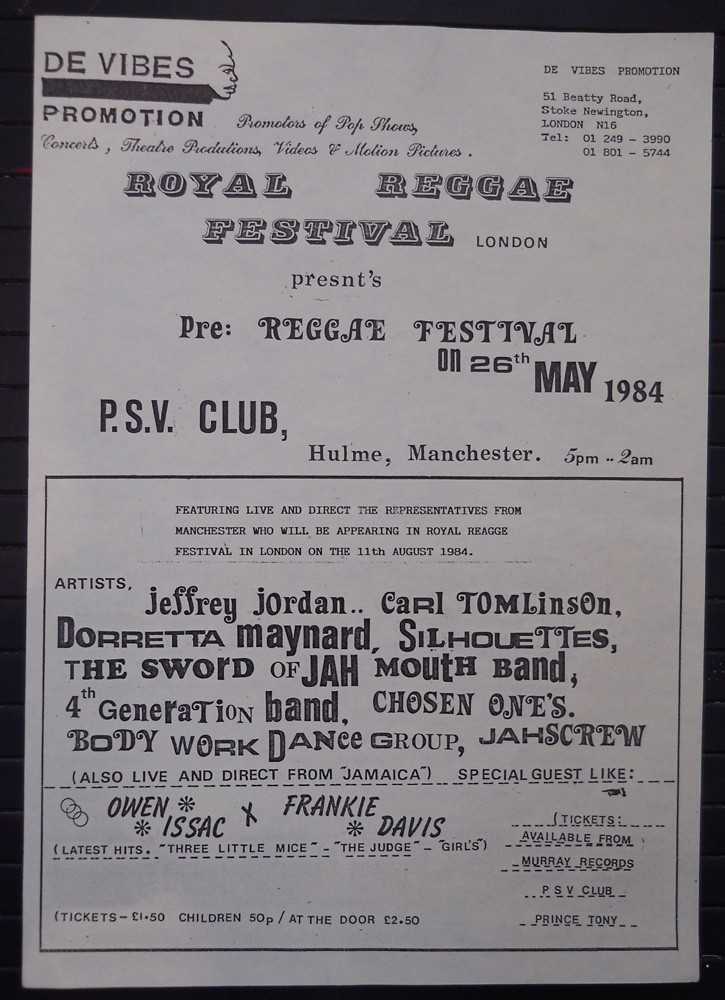 DE VIBES
PROMOTION
Promotors of Pop Shows,
Concerts, Theatre Produtions, Videos & Motion Pictures.
DE VIBES PROMOTION
51 Beatty Road,
Stoke Newington,
LONDON N16
Tel: 01 249 - 3990
01 801 - 5744
ROYAL REGGAE
FESTIVAL LONDON
presnt's
Pre: REGGAE FESTIVAL
on 26th MAY 1984
P.S.V. CLUB,
Hulme, Manchester. 5pm .. 2am
FEATURING LIVE AND DIRECT THE REPRESENTATIVES FROM
MANCHESTER WHO WILL BE APPEARING IN ROYAL REAGGE
FESTIVAL IN LONDON ON THE 11th AUGUST 1984.
ARTISTS,
jeffrey jordan.. Carl TOMLinsOn,
DORRETTA maynard, SILHOUETTES,
THE SWORD OF JAH MOUTH BAND,
4th GeneraTiON band, CHOSEN ONE'S.
BODY WORK DANCe GROUP, JAHSCREW
(ALSO LIVE AND DIRECT FROM "JAMAICA") SPECIAL GUEST LIKE:
OWEN * X FRANKIE
* ISSAC * DAVIS
(LATEST HITS. "THREE LITTLE MICE" - "THE JUDGE" - "GIRL'S")
(TICKETS:
AVAILABLE FROM
MURRAY RECORDS
P S V CLUB
PRINCE TONY
(TICKETS - £1.50 CHILDREN 50p / AT THE DOOR £2.50